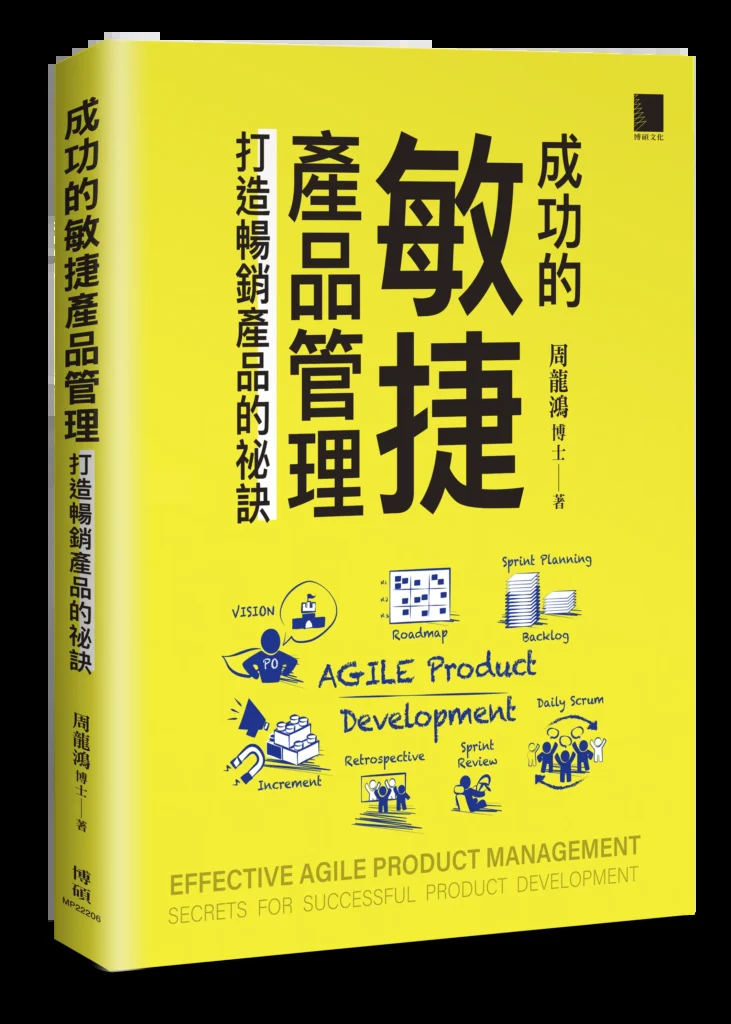 成功的敏捷產品管理
打造暢銷產品的祕訣
周龍鴻 博士——著
博碩
MP22206
博碩文化
成功的
敏捷
產品管理
打造暢銷產品的祕訣
周龍鴻 博士——著
Sprint Planning
VISION
PO
R1
R2
R3
Roadmap
Backlog
AGILE Product
Development
Daily Scrum
Increment
Retrospective
Sprint
Review
EFFECTIVE AGILE PRODUCT MANAGEMENT
SECRETS FOR SUCCESSFUL PRODUCT DEVELOPMENT